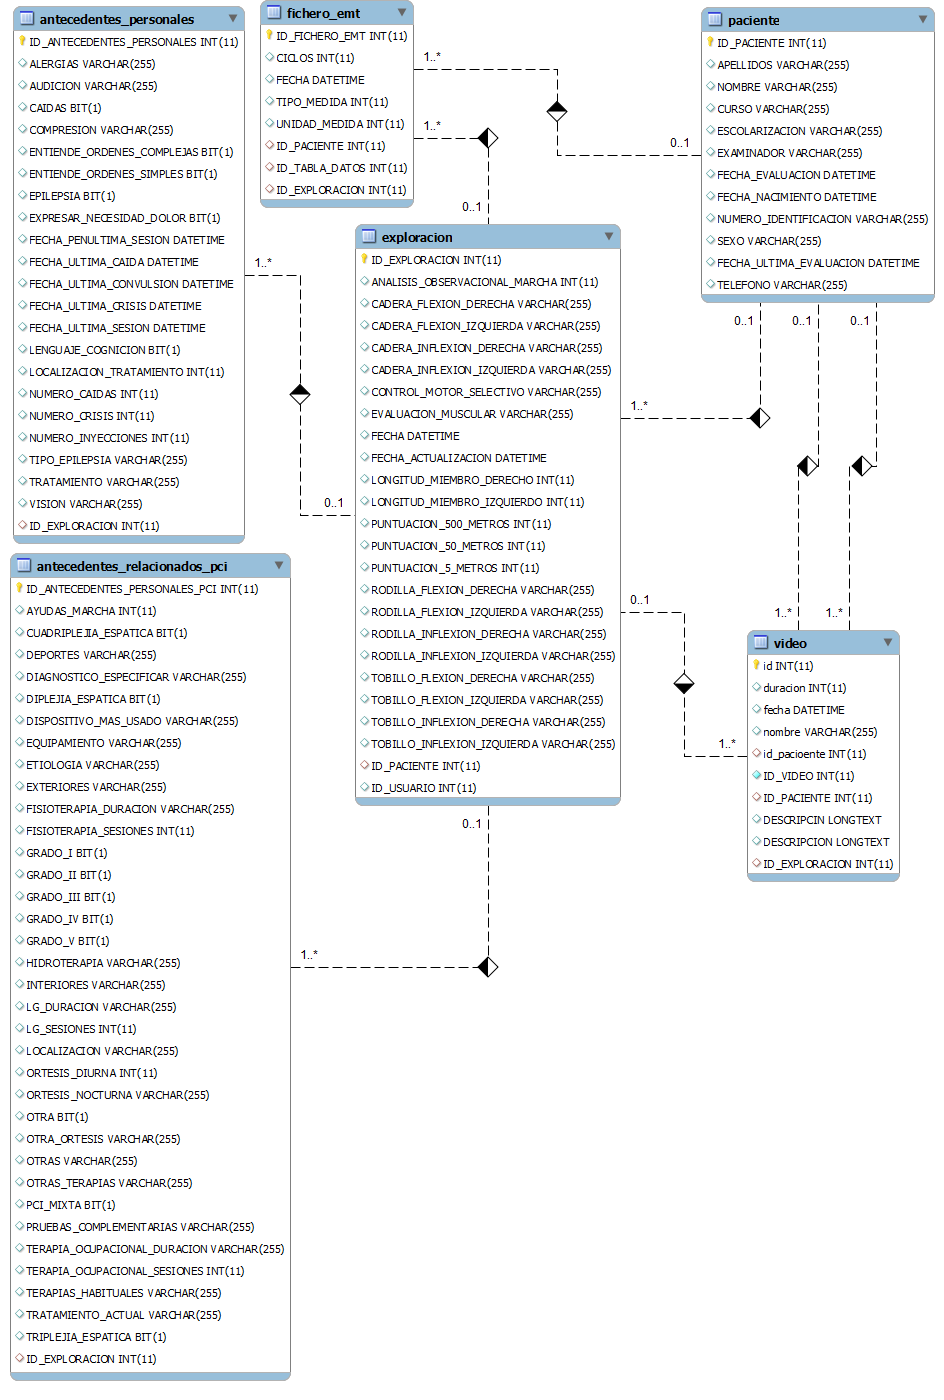 antecedentes_personales
ID_ANTECEDENTES_PERSONALES INT(11)
ALERGIAS VARCHAR(255)
AUDICION VARCHAR(255)
CAIDAS BIT(1)
COMPRESION VARCHAR(255)
ENTIENDE_ORDENES_COMPLEJAS BIT(1)
ENTIENDE_ORDENES_SIMPLES BIT(1)
EPILEPSIA BIT(1)
EXPRESAR_NECESIDAD_DOLOR BIT(1)
FECHA_PENULTIMA_SESION DATETIME
FECHA_ULTIMA_CAIDA DATETIME
FECHA_ULTIMA_CONVULSION DATETIME
FECHA_ULTIMA_CRISIS DATETIME
FECHA_ULTIMA_SESION DATETIME
LENGUAJE_COGNICION BIT(1)
LOCALIZACION_TRATAMIENTO INT(11)
NUMERO_CAIDAS INT(11)
NUMERO_CRISIS INT(11)
NUMERO_INYECCIONES INT(11)
TIPO_EPILEPSIA VARCHAR(255)
TRATAMIENTO VARCHAR(255)
VISION VARCHAR(255)
ID_EXPLORACION INT(11)
fichero_emt
ID_FICHERO_EMT INT(11)
CICLOS INT(11)
FECHA DATETIME
TIPO_MEDIDA INT(11)
UNIDAD_MEDIDA INT(11)
ID_PACIENTE INT(11)
ID_TABLA_DATOS INT(11)
ID_EXPLORACION INT(11)
1..*
1..*
0..1
0..1
paciente
ID_PACIENTE INT(11)
APELLIDOS VARCHAR(255)
NOMBRE VARCHAR(255)
CURSO VARCHAR(255)
ESCOLARIZACION VARCHAR(255)
EXAMINADOR VARCHAR(255)
FECHA_EVALUACION DATETIME
FECHA_NACIMIENTO DATETIME
NUMERO_IDENTIFICACION VARCHAR(255)
SEXO VARCHAR(255)
FECHA_ULTIMA_EVALUACION DATETIME
TELEFONO VARCHAR(255)
0..1
0..1
0..1
1..*
0..1
exploracion
ID_EXPLORACION INT(11)
ANALISIS_OBSERVACIONAL_MARCHA INT(11)
CADERA_FLEXION_DERECHA VARCHAR(255)
CADERA_FLEXION_IZQUIERDA VARCHAR(255)
CADERA_INFLEXION_DERECHA VARCHAR(255)
CADERA_INFLEXION_IZQUIERDA VARCHAR(255)
CONTROL_MOTOR_SELECTIVO VARCHAR(255)
EVALUACION_MUSCULAR VARCHAR(255)
FECHA DATETIME
FECHA_ACTUALIZACION DATETIME
LONGITUD_MIEMBRO_DERECHO INT(11)
LONGITUD_MIEMBRO_IZQUIERDO INT(11)
PUNTUACION_500_METROS INT(11)
PUNTUACION_50_METROS INT(11)
PUNTUACION_5_METROS INT(11)
RODILLA_FLEXION_DERECHA VARCHAR(255)
RODILLA_FLEXION_IZQUIERDA VARCHAR(255)
RODILLA_INFLEXION_DERECHA VARCHAR(255)
RODILLA_INFLEXION_IZQUIERDA VARCHAR(255)
TOBILLO_FLEXION_DERECHA VARCHAR(255)
TOBILLO_FLEXION_IZQUIERDA VARCHAR(255)
TOBILLO_INFLEXION_DERECHA VARCHAR(255)
TOBILLO_INFLEXION_IZQUIERDA VARCHAR(255)
ID_PACIENTE INT(11)
ID_USUARIO INT(11)
1..*
0..1
1..*
1..*
1..*
0..1
1..*
video
id INT(11)
duracion INT(11)
fecha DATETIME
nombre VARCHAR(255)
id_pacioente INT(11)
ID_VIDEO INT(11)
ID_PACIENTE INT(11)
DESCRIPCIN LONGTEXT
DESCRIPCION LONGTEXT
ID_EXPLORACION INT(11)
antecedentes_relacionados_pci
ID_ANTECEDENTES_PERSONALES_PCI INT(11)
AYUDAS_MARCHA INT(11)
CUADRIPLEJIA_ESPATICA BIT(1)
DEPORTES VARCHAR(255)
DIAGNOSTICO_ESPECIFICAR VARCHAR(255)
DIPLEJIA_ESPATICA BIT(1)
DISPOSITIVO_MAS_USADO VARCHAR(255)
EQUIPAMIENTO VARCHAR(255)
ETIOLOGIA VARCHAR(255)
EXTERIORES VARCHAR(255)
FISIOTERAPIA_DURACION VARCHAR(255)
FISIOTERAPIA_SESIONES INT(11)
GRADO_I BIT(1)
GRADO_II BIT(1)
GRADO_III BIT(1)
GRADO_IV BIT(1)
GRADO_V BIT(1)
HIDROTERAPIA VARCHAR(255)
INTERIORES VARCHAR(255)
LG_DURACION VARCHAR(255)
LG_SESIONES INT(11)
LOCALIZACION VARCHAR(255)
ORTESIS_DIURNA INT(11)
ORTESIS_NOCTURNA VARCHAR(255)
OTRA BIT(1)
OTRA_ORTESIS VARCHAR(255)
OTRAS VARCHAR(255)
OTRAS_TERAPIAS VARCHAR(255)
PCI_MIXTA BIT(1)
PRUEBAS_COMPLEMENTARIAS VARCHAR(255)
TERAPIA_OCUPACIONAL_DURACION VARCHAR(255)
TERAPIA_OCUPACIONAL_SESIONES INT(11)
TERAPIAS_HABITUALES VARCHAR(255)
TRATAMIENTO_ACTUAL VARCHAR(255)
TRIPLEJIA_ESPATICA BIT(1)
ID_EXPLORACION INT(11)
0..1
1..*